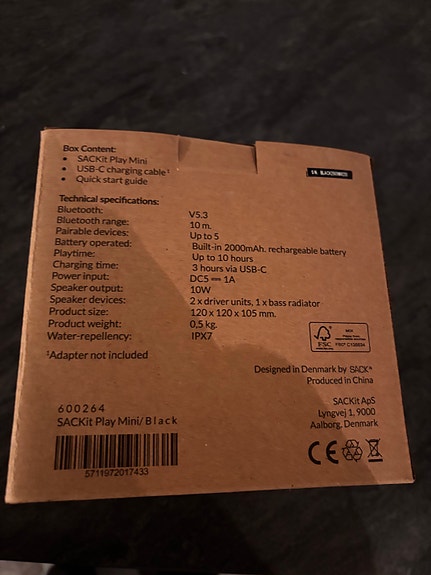 Box Content:
• SACKit Play Mini
• USB-C charging cable¹
• Quick start guide
Technical specifications:
Bluetooth: V5.3
Bluetooth range: 10 m.
Pairable devices: Up to 5
Battery operated: Built-in 2000mAh, rechargeable battery
Playtime: Up to 10 hours
Charging time: 3 hours via USB-C
Power input: DC5 ⎓ 1A
Speaker output: 10W
Speaker devices: 2 x driver units, 1 x bass radiator
Product size: 120 x 120 x 105 mm.
Product weight: 0,5 kg.
Water-repellency: IPX7
¹Adapter not included
FSC
MIX
Designed in Denmark by SACK®
Produced in China
SACKit ApS
Lyngvej 1, 9000
Aalborg, Denmark
600264
SACKit Play Mini/ Black
5711972017433
CE